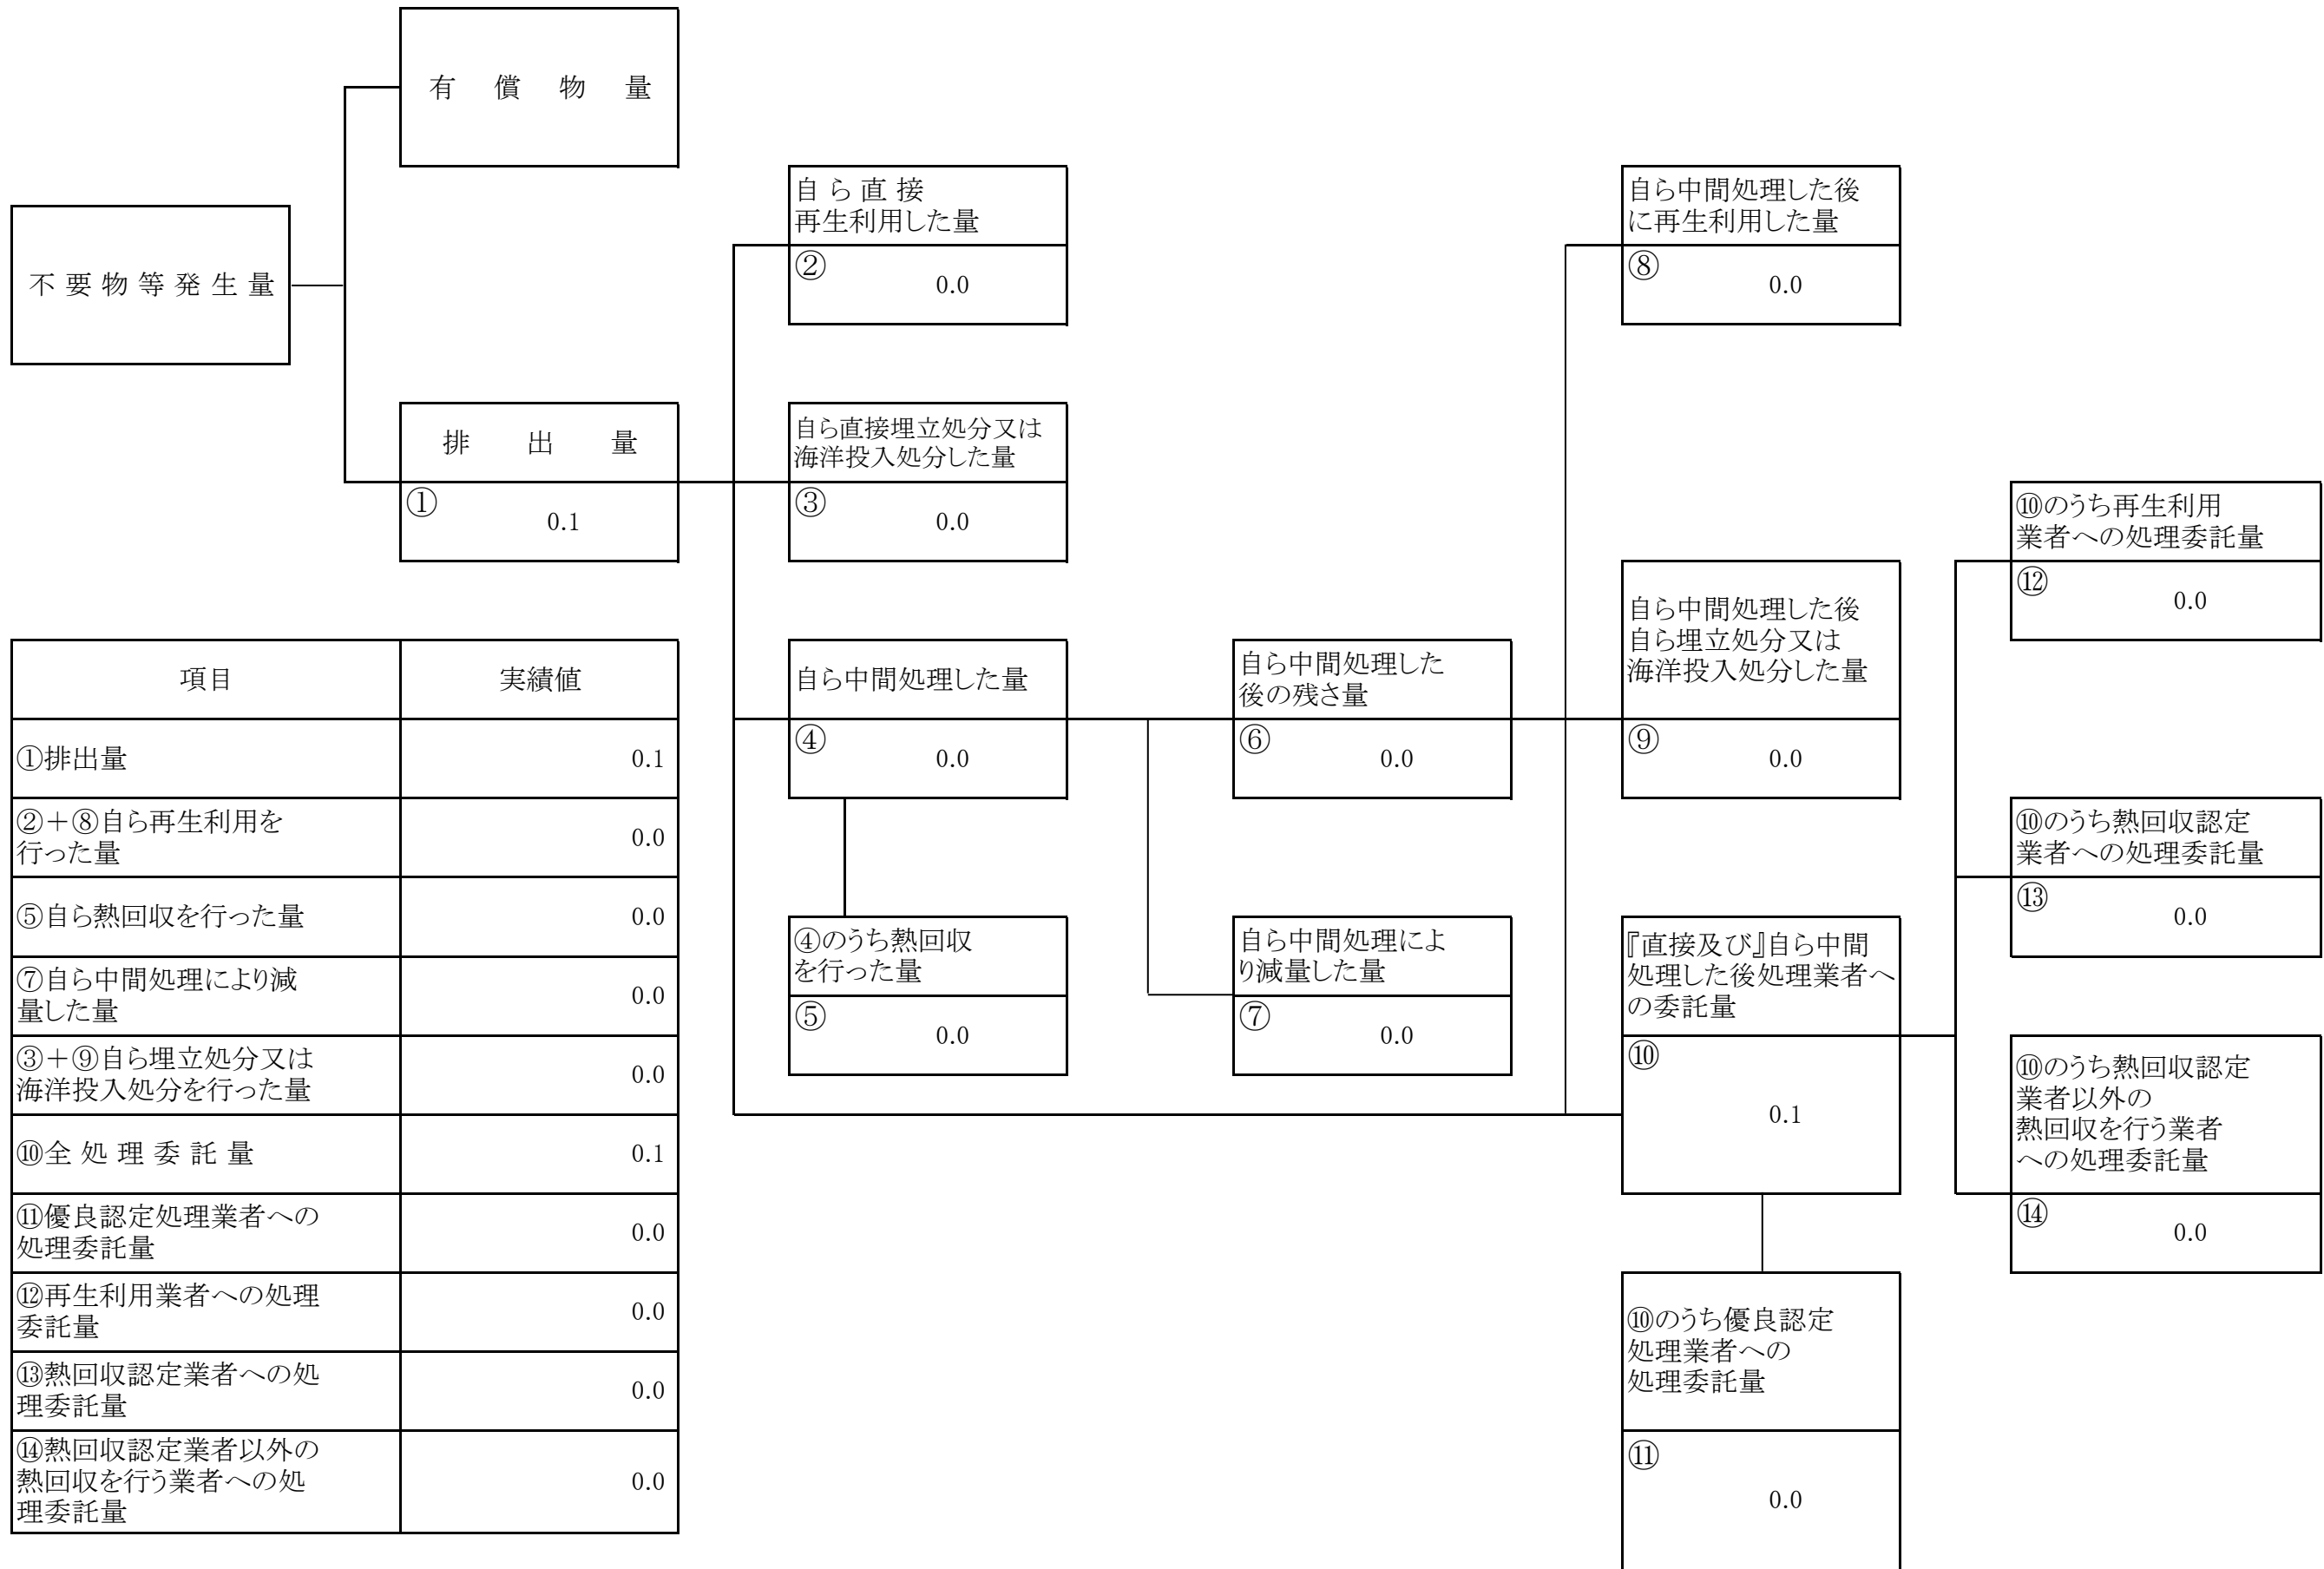 有償物量
不要物等発生量
排出量
①
0.1
自ら直接
再生利用した量
②
0.0
自ら直接埋立処分又は
海洋投入処分した量
③
0.0
自ら中間処理した量
④
0.0
④のうち熱回収
を行った量
⑤
0.0
自ら中間処理した
後の残さ量
⑥
0.0
自ら中間処理によ
り減量した量
⑦
0.0
自ら中間処理した後
に再生利用した量
⑧
0.0
自ら中間処理した後
自ら埋立処分又は
海洋投入処分した量
⑨
0.0
『直接及び』自ら中間
処理した後処理業者へ
の委託量
⑩
0.1
⑩のうち優良認定
処理業者への
処理委託量
⑪
0.0
⑩のうち再生利用
業者への処理委託量
⑫
0.0
⑩のうち熱回収認定
業者への処理委託量
⑬
0.0
⑩のうち熱回収認定
業者以外の
熱回収を行う業者
への処理委託量
⑭
0.0
項目 実績値
①排出量 0.1
②＋⑧自ら再生利用を
行った量 0.0
⑤自ら熱回収を行った量 0.0
⑦自ら中間処理により減
量した量 0.0
③＋⑨自ら埋立処分又は
海洋投入処分を行った量 0.0
⑩全処理委託量 0.1
⑪優良認定処理業者への
処理委託量 0.0
⑫再生利用業者への処理
委託量 0.0
⑬熱回収認定業者への処
理委託量 0.0
⑭熱回収認定業者以外の
熱回収を行う業者への処
理委託量 0.0